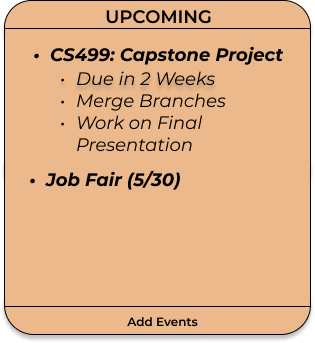 UPCOMING
• CS499: Capstone Project
• Due in 2 Weeks
• Merge Branches
• Work on Final
Presentation
• Job Fair (5/30)
Add Events